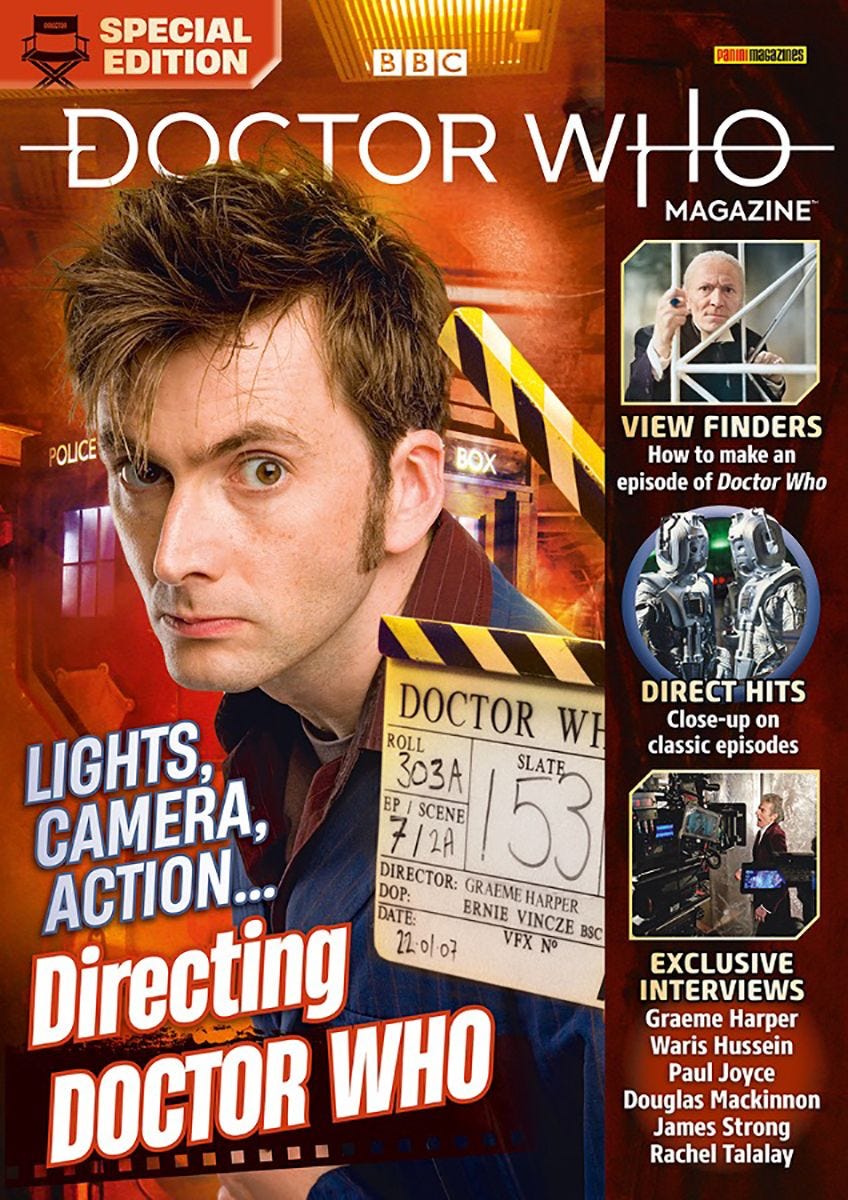 DIRECTOR
SPECIAL
EDITION
BBC
PANINI magazines
DOCTOR WHO
MAGAZINE™
POLICE
BOX
VIEW FINDERS
How to make an
episode of Doctor Who
DIRECT HITS
Close-up on
classic episodes
EXCLUSIVE
INTERVIEWS
Graeme Harper
Waris Hussein
Paul Joyce
Douglas Mackinnon
James Strong
Rachel Talalay
DOCTOR WH
ROLL
303A
SLATE
153
EP / SCENE
7/2A
DIRECTOR: GRAEME HARPER
DOP: ERNIE VINCZE BSC
DATE: VFX Nº
22·01·07
LIGHTS,
CAMERA,
ACTION...
Directing
DOCTOR WHO